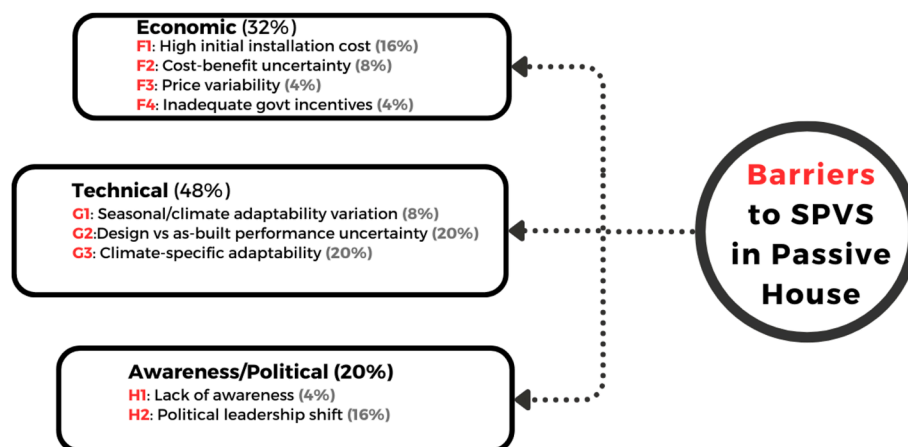 Economic (32%)
F1: High initial installation cost (16%)
F2: Cost-benefit uncertainty (8%)
F3: Price variability (4%)
F4: Inadequate govt incentives (4%)
Technical (48%)
G1: Seasonal/climate adaptability variation (8%)
G2:Design vs as-built performance uncertainty (20%)
G3: Climate-specific adaptability (20%)
Awareness/Political (20%)
H1: Lack of awareness (4%)
H2: Political leadership shift (16%)
Barriers
to SPVS
in Passive
House